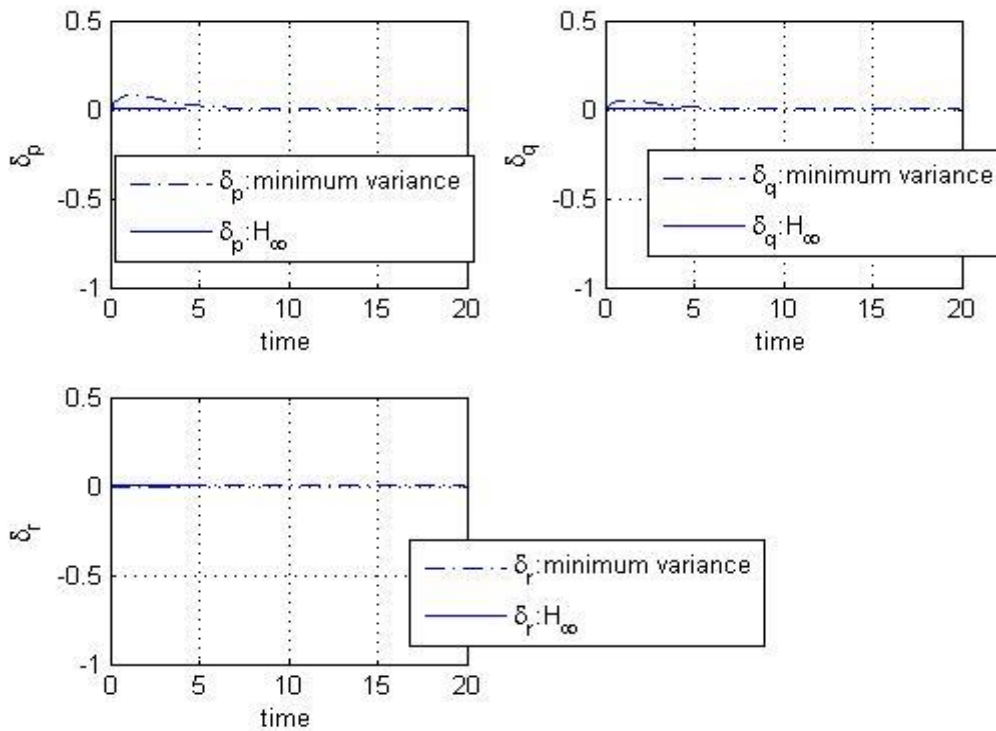 0.5
0
-0.5
-1
δp
δp:minimum variance
δp:H∞
0 5 10 15 20
time
0.5
0
-0.5
-1
δq
δq:minimum variance
δq:H∞
0 5 10 15 20
time
0.5
0
-0.5
-1
δr
δr:minimum variance
δr:H∞
0 5 10 15 20
time